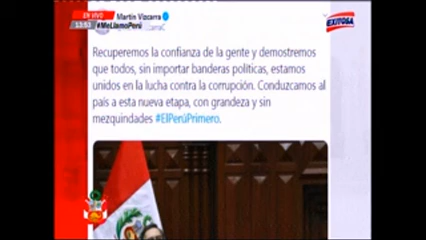 EN VIVO
13:53
#MeLlamoPerú
Martín Vizcarra
EXITOSA
Recuperemos la confianza de la gente y demostremos
que todos, sin importar banderas políticas, estamos
unidos en la lucha contra la corrupción. Conduzcamos al
país a esta nueva etapa, con grandeza y sin
mezquindades #ElPerúPrimero.